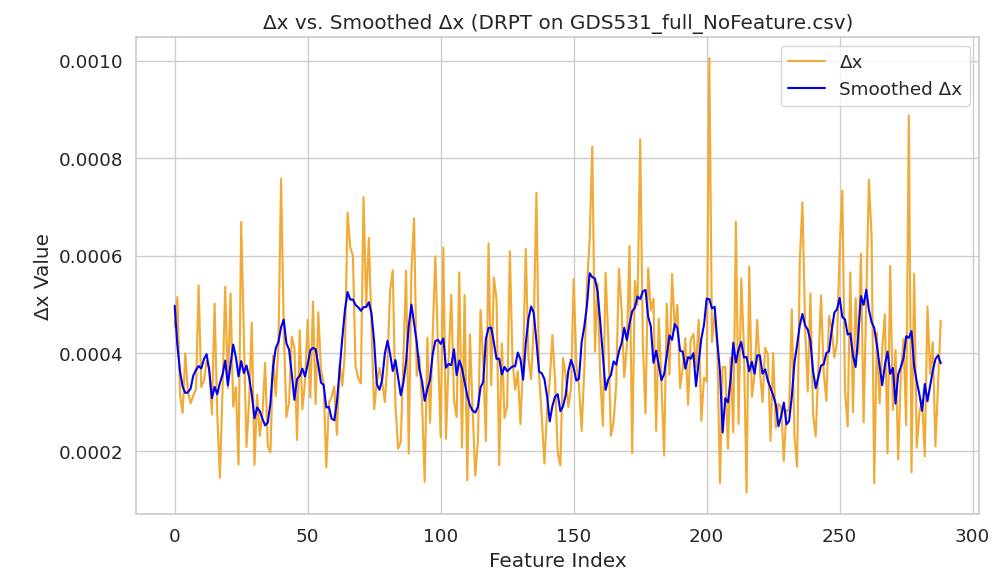 Δx vs. Smoothed Δx (DRPT on GDS531_full_NoFeature.csv)
Δx
Smoothed Δx
Δx Value
0.0010
0.0008
0.0006
0.0004
0.0002
0 50 100 150 200 250 300
Feature Index